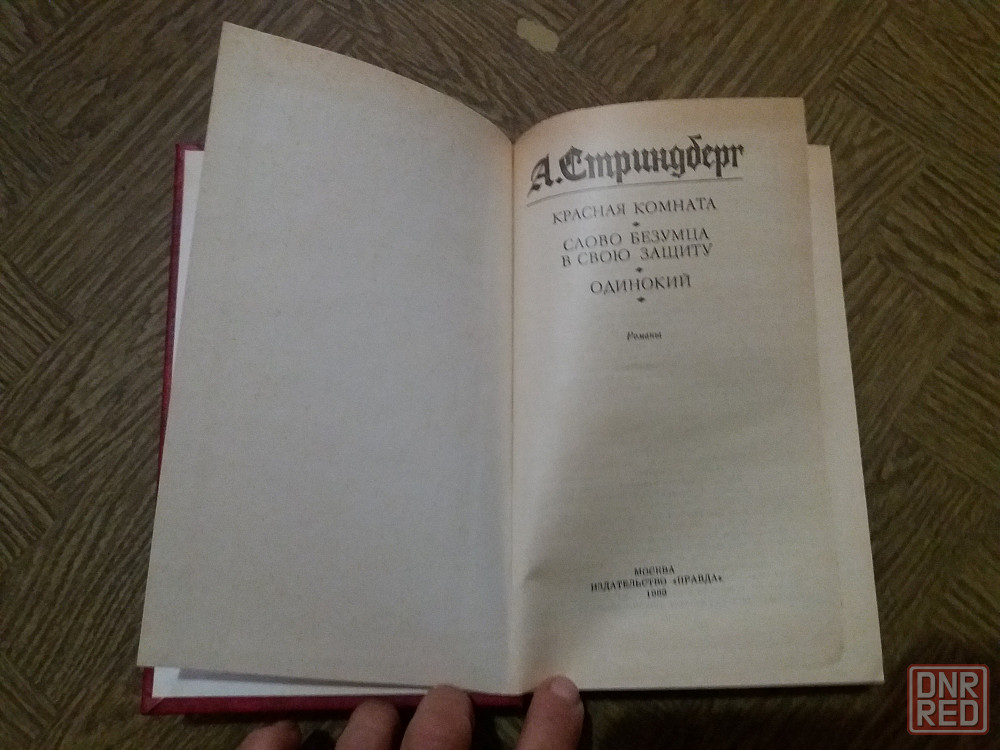 А. Стриндберг
КРАСНАЯ КОМНАТА
СЛОВО БЕЗУМЦА
В СВОЮ ЗАЩИТУ
ОДИНОКИЙ
Романы
МОСКВА
ИЗДАТЕЛЬСТВО «ПРАВДА»
DNR
RED